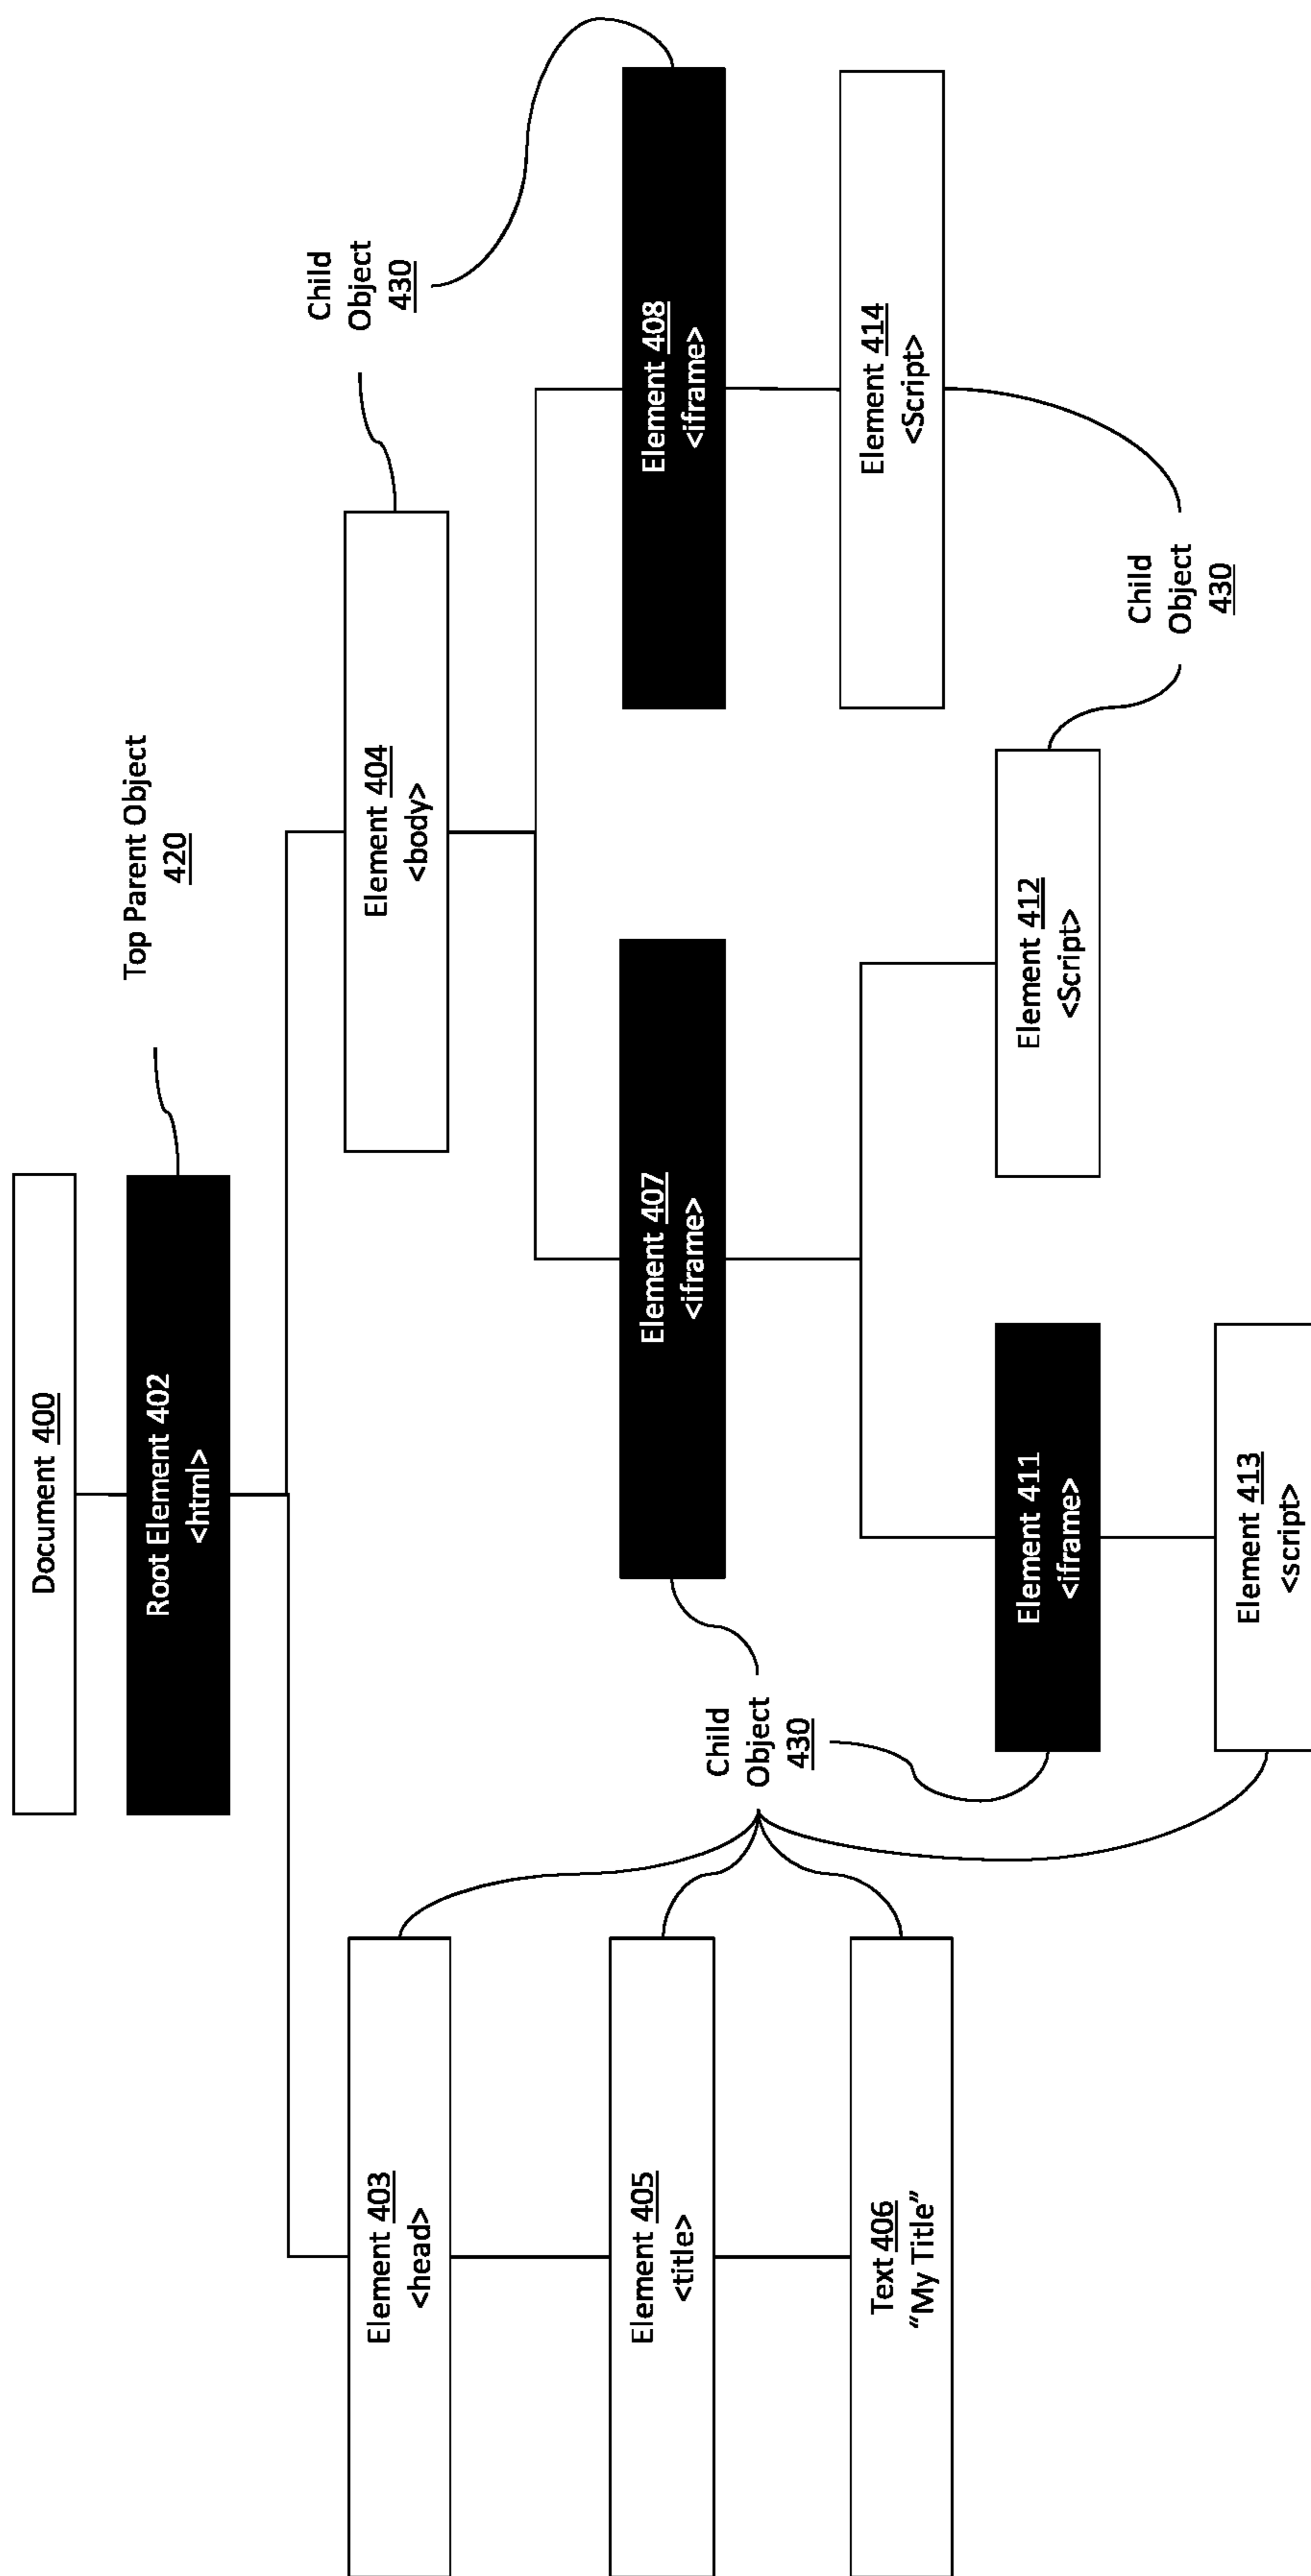 Document 400
Root Element 402
<html>
Top Parent Object
420
Element 403
<head>
Element 404
<body>
Child
Object
430
Element 405
<title>
Child
Object
430
Element 407
<iframe>
Element 408
<iframe>
Text 406
“My Title”
Element 414
<Script>
Element 411
<iframe>
Element 412
<Script>
Child
Object
430
Element 413
<script>